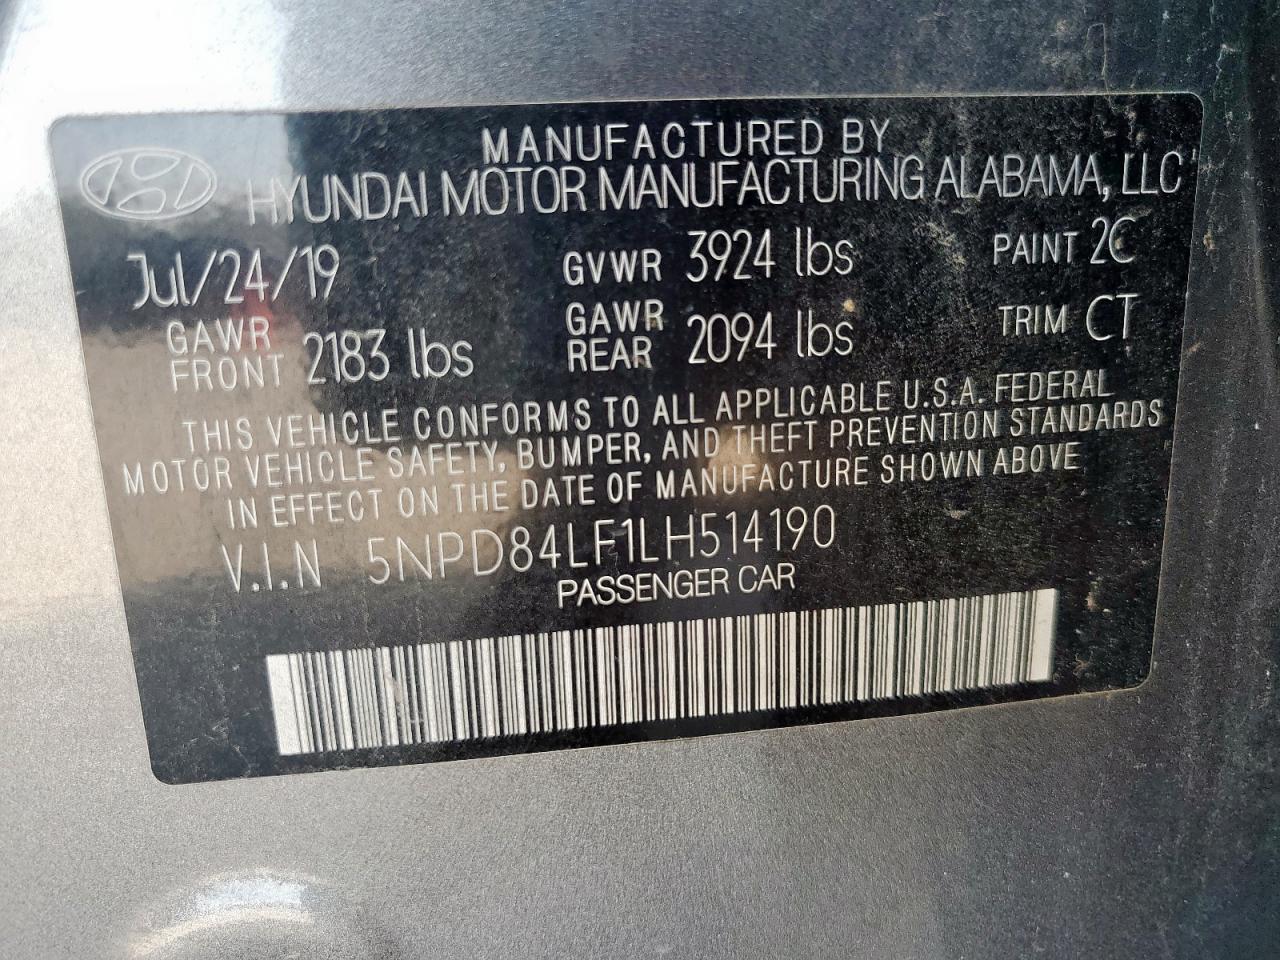 MANUFACTURED BY
HYUNDAI MOTOR MANUFACTURING ALABAMA, LLC
Jul/24/19 GVWR 3924 lbs PAINT 2C
GAWR FRONT 2183 lbs GAWR REAR 2094 lbs TRIM CT
THIS VEHICLE CONFORMS TO ALL APPLICABLE U.S.A. FEDERAL
MOTOR VEHICLE SAFETY, BUMPER, AND THEFT PREVENTION STANDARDS
IN EFFECT ON THE DATE OF MANUFACTURE SHOWN ABOVE
V.I.N 5NPD84LF1LH514190
PASSENGER CAR